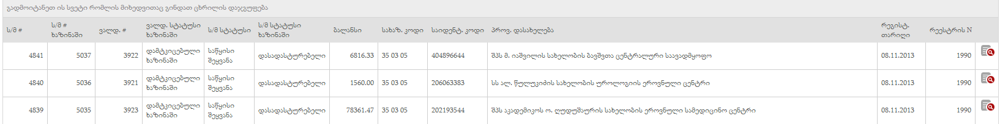 გადმოიტანეთ ის სვეტი რომლის მიხედვითაც გინდათ ცხრილის დაჯგუფება
ს/მ # ს/მ # ხაზინაში ვალდ. # ვალდ. სტატუსი ხაზინაში ს/მ სტატუსი ს/მ სტატუსი ხაზინაში ბალანსი სახაზ. კოდი საიდენტ. კოდი პროვ. დასახელება რეგისტ. თარიღი რეესტრის N
4841 5037 3922 დამტკიცებული ხაზინაში საწყისი შეყვანა დასადასტურებელი 6816.33 35 03 05 404896644 შპს მ. იაშვილის სახელობის ბავშვთა ცენტრალური საავადმყოფო 08.11.2013 1990
4840 5036 3921 დამტკიცებული ხაზინაში საწყისი შეყვანა დასადასტურებელი 1560.00 35 03 05 206063383 სს ალ. წულუკიძის სახელობის უროლოგიის ეროვნული ცენტრი 08.11.2013 1990
4839 5035 3923 დამტკიცებული ხაზინაში საწყისი შეყვანა დასადასტურებელი 78361.47 35 03 05 202193544 შპს აკადემიკოს ო. ღუდუშაურის სახელობის ეროვნული სამედიცინო ცენტრი 08.11.2013 1990